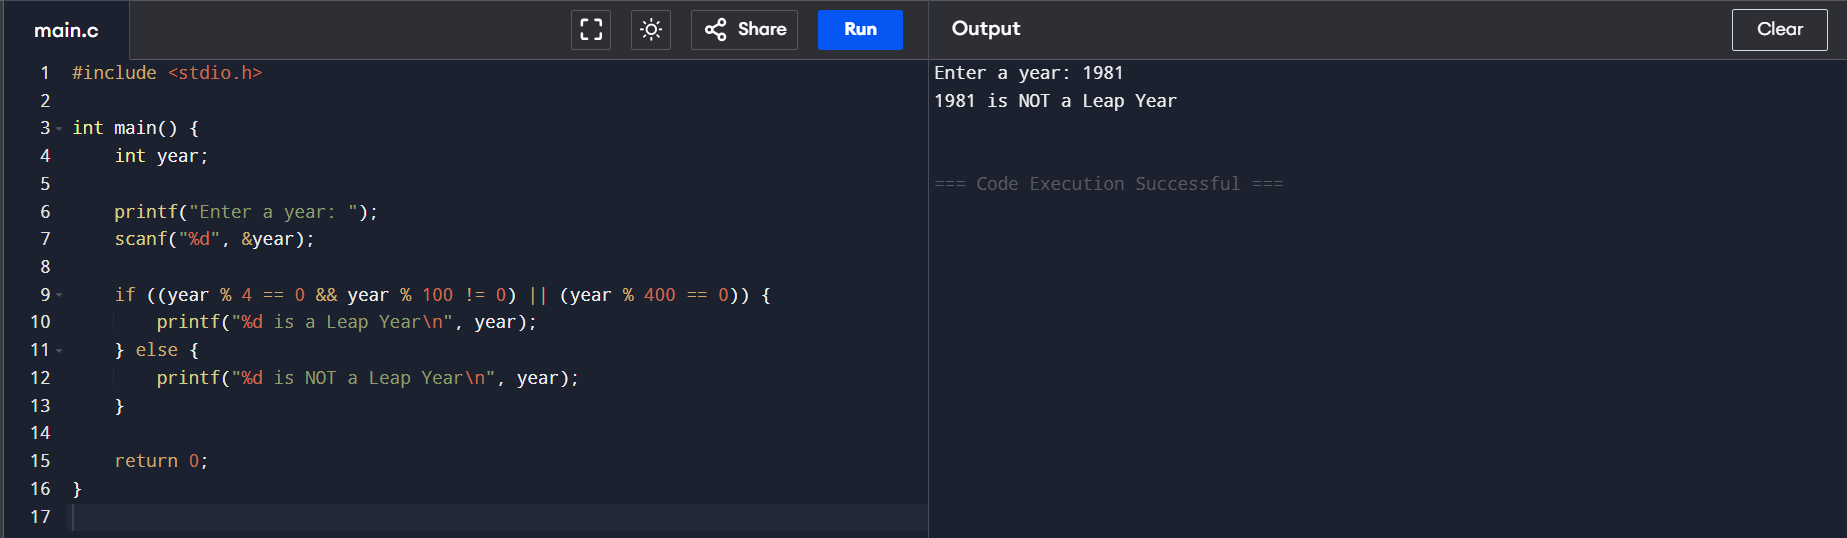 main.c
Share
Run
Output
Clear
1 #include <stdio.h>
2
3 int main() {
4     int year;
5
6     printf("Enter a year: ");
7     scanf("%d", &year);
8
9     if ((year % 4 == 0 && year % 100 != 0) || (year % 400 == 0)) {
10         printf("%d is a Leap Year\n", year);
11     } else {
12         printf("%d is NOT a Leap Year\n", year);
13     }
14
15     return 0;
16 }
17
Enter a year: 1981
1981 is NOT a Leap Year
=== Code Execution Successful ===